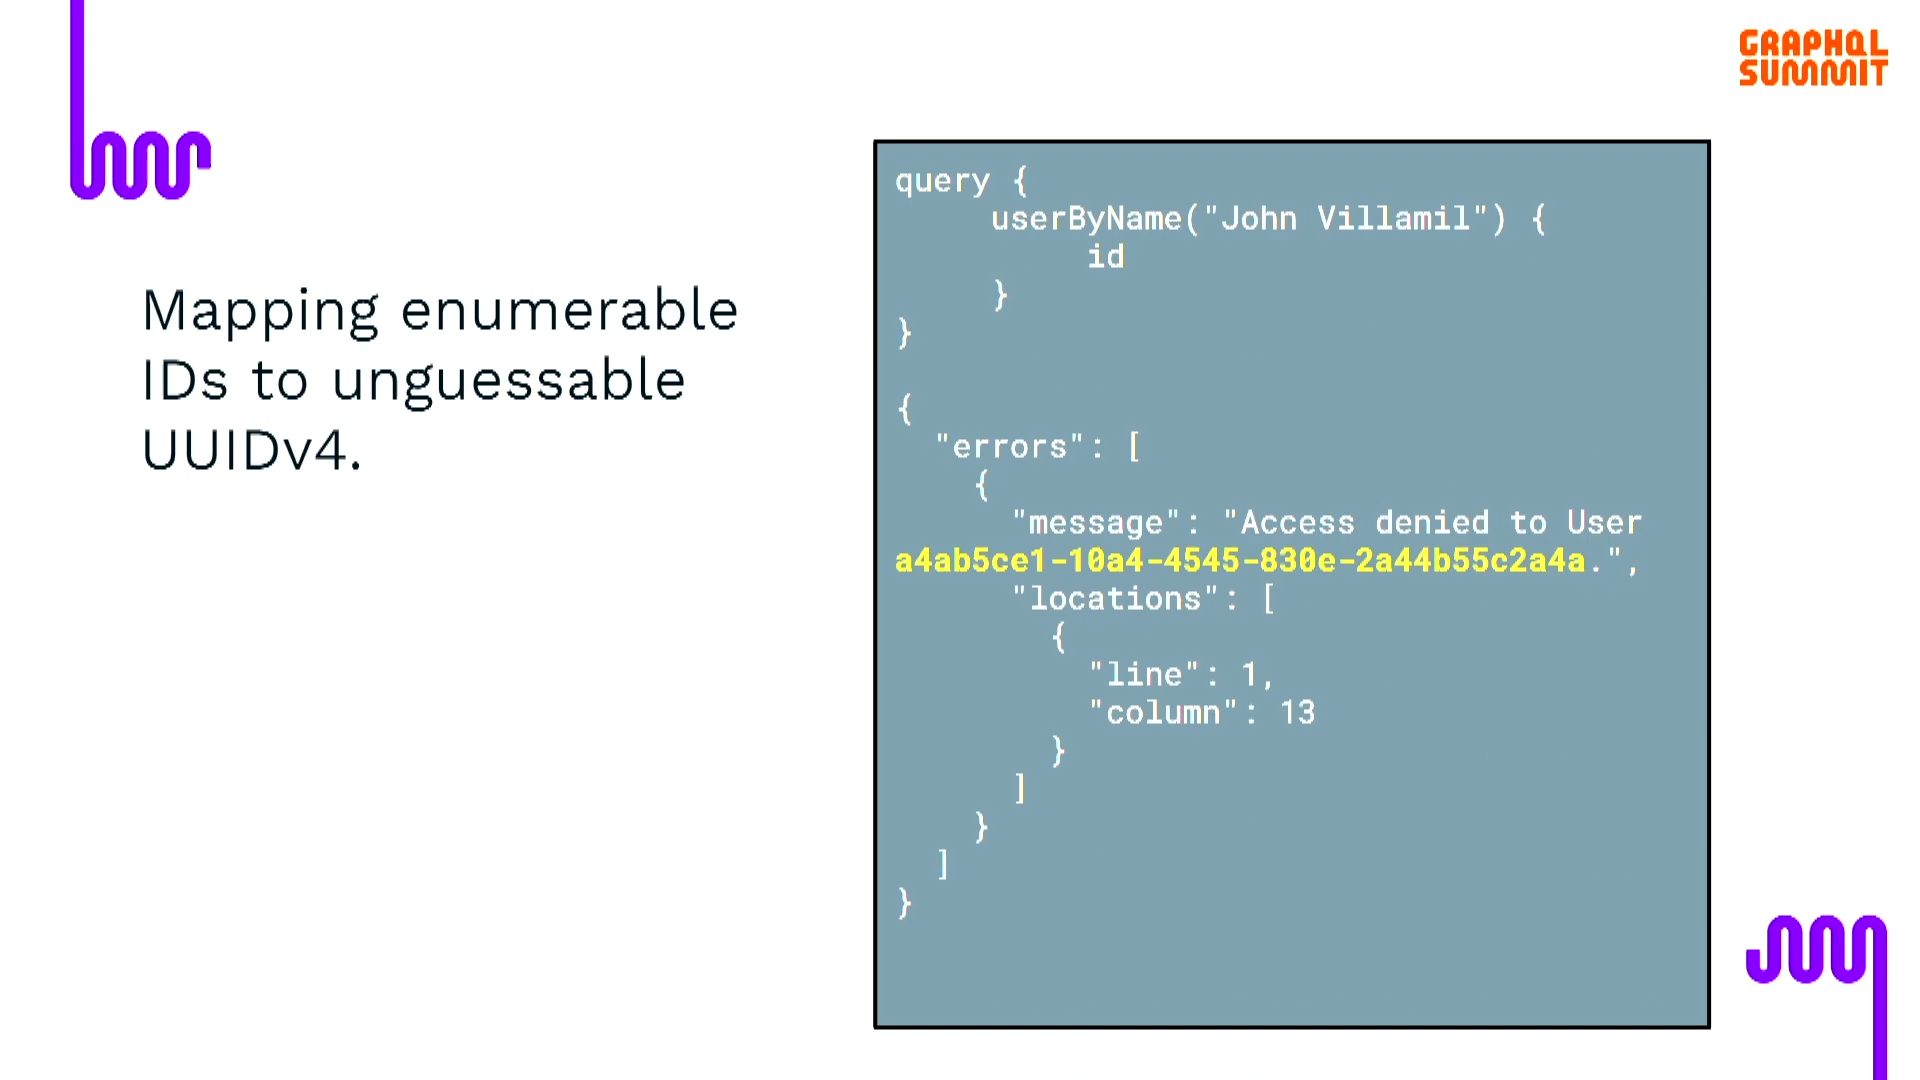 GRAPHQL
SUMMIT
Mapping enumerable
IDs to unguessable
UUIDv4.
query {
userByName("John Villamil") {
id
}
}
{
"errors": [
{
"message": "Access denied to User
a4ab5ce1-10a4-4545-830e-2a44b55c2a4a.",
"locations": [
{
"line": 1,
"column": 13
}
]
}
]
}